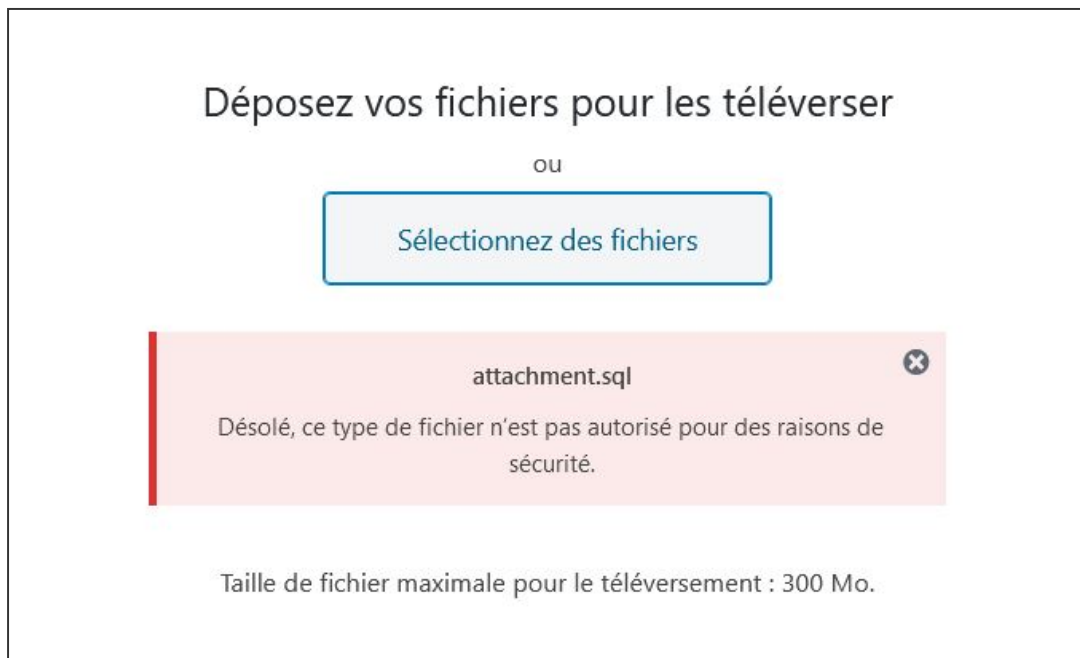 Déposez vos fichiers pour les téléverser
ou
Sélectionnez des fichiers
attachment.sql
Désolé, ce type de fichier n’est pas autorisé pour des raisons de
sécurité.
Taille de fichier maximale pour le téléversement : 300 Mo.